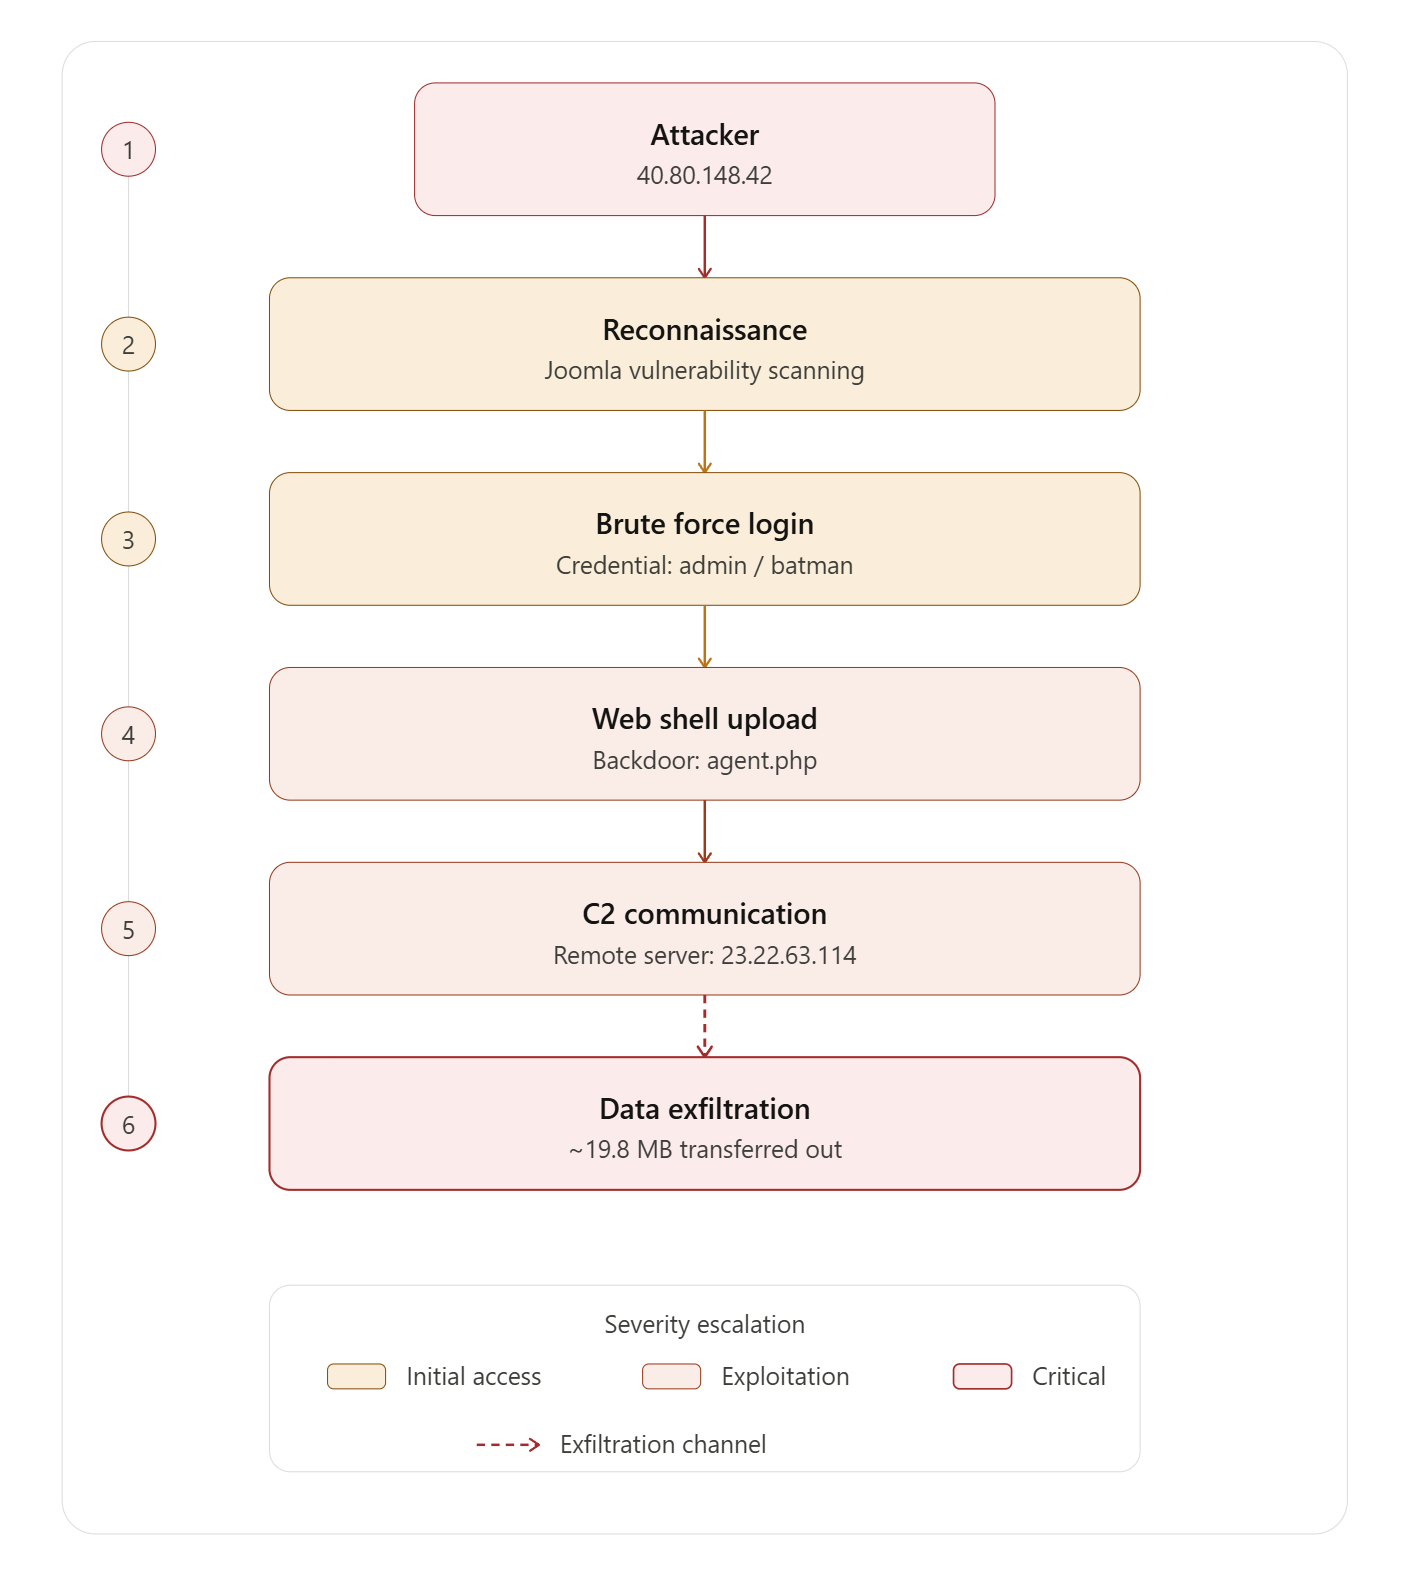 1
Attacker
40.80.148.42
2
Reconnaissance
Joomla vulnerability scanning
3
Brute force login
Credential: admin / batman
4
Web shell upload
Backdoor: agent.php
5
C2 communication
Remote server: 23.22.63.114
6
Data exfiltration
~19.8 MB transferred out
Severity escalation
Initial access
Exploitation
Critical
Exfiltration channel